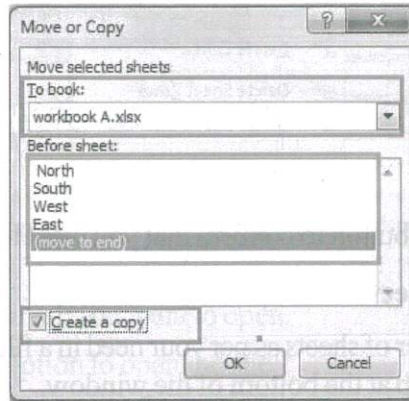 Move or Copy
?
X
Move selected sheets
To book:
workbook A.xlsx
Before sheet:
North
South
West
East
(move to end)
Create a copy
OK
Cancel